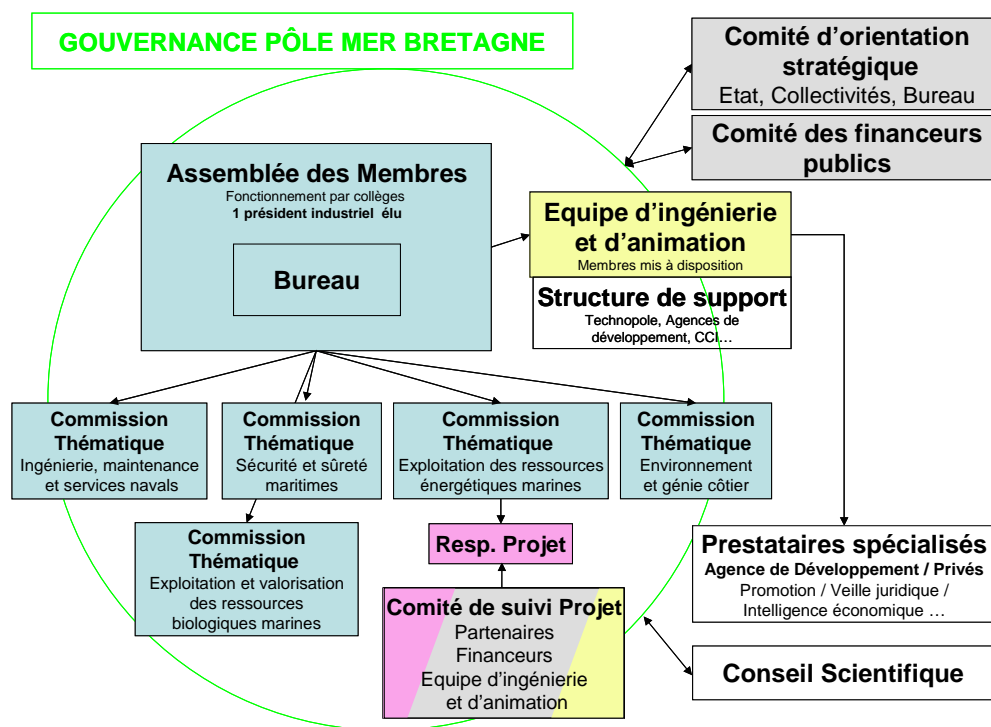 GOUVERNANCE PÔLE MER BRETAGNE
Comité d'orientation
stratégique
Etat, Collectivités, Bureau
Comité des financeurs
publics
Assemblée des Membres
Fonctionnement par collèges
1 président industriel élu
Bureau
Equipe d'ingénierie
et d'animation
Membres mis à disposition
Structure de support
Technopole, Agences de
développement, CCI...
Commission
Thématique
Ingénierie, maintenance
et services navals
Commission
Thématique
Sécurité et sûreté
maritimes
Commission
Thématique
Exploitation des ressources
énergétiques marines
Commission
Thématique
Environnement
et génie côtier
Commission
Thématique
Exploitation et valorisation
des ressources
biologiques marines
Resp. Projet
Comité de suivi Projet
Partenaires
Financeurs
Equipe d'ingénierie
et d'animation
Prestataires spécialisés
Agence de Développement / Privés
Promotion / Veille juridique /
Intelligence économique ...
Conseil Scientifique